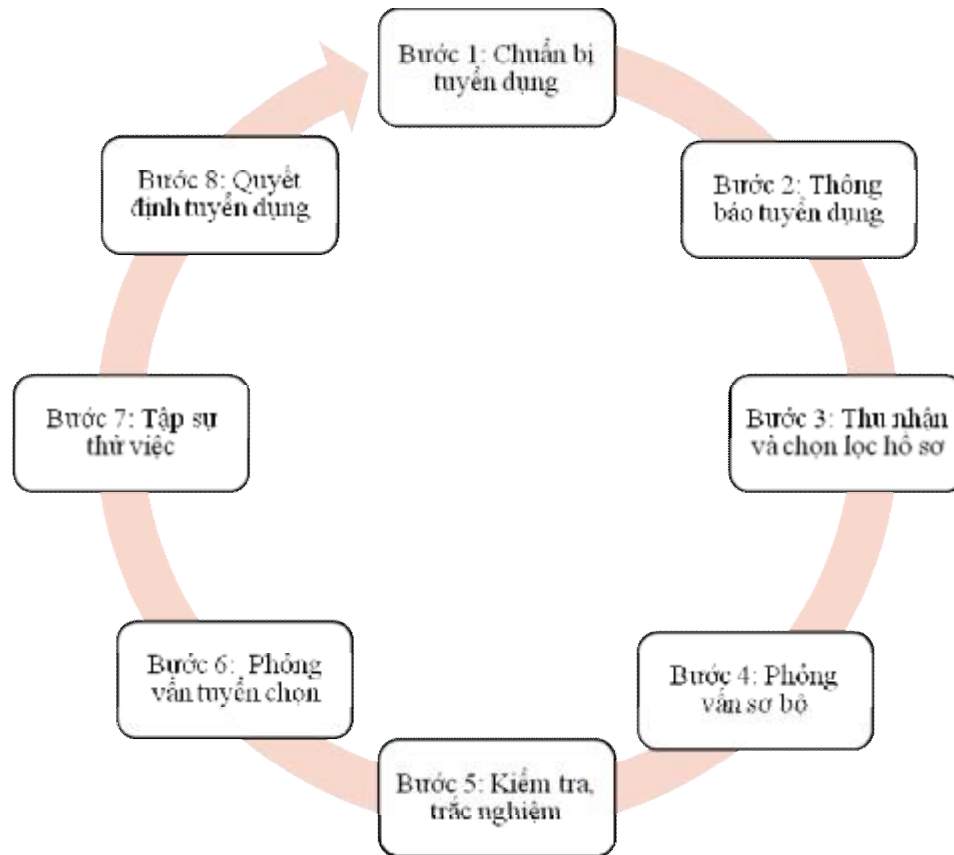 Bước 1: Chuẩn bị
tuyển dụng
Bước 2: Thông
báo tuyển dụng
Bước 3: Thu nhận
và chọn lọc hồ sơ
Bước 4: Phỏng
vấn sơ bộ
Bước 5: Kiểm tra,
trắc nghiệm
Bước 6: Phỏng
vấn tuyển chọn
Bước 7: Tập sự
thử việc
Bước 8: Quyết
định tuyển dụng